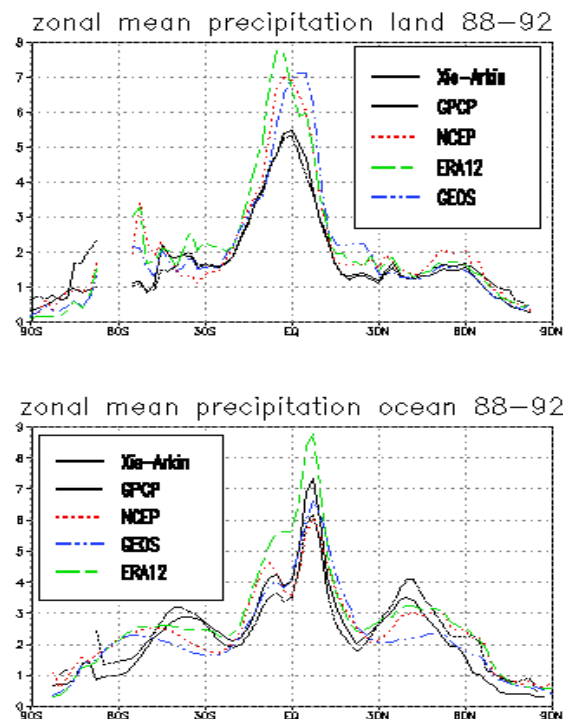 zonal mean precipitation land 88-92
8
7
6
5
4
3
2
1
0
Xie-Arkin
GPCP
NCEP
ERA12
GEOS
90S 60S 30S EQ 30N 60N 90N
zonal mean precipitation ocean 88-92
9
8
7
6
5
4
3
2
1
0
Xie-Arkin
GPCP
NCEP
GEOS
ERA12
90S 60S 30S EQ 30N 60N 90N